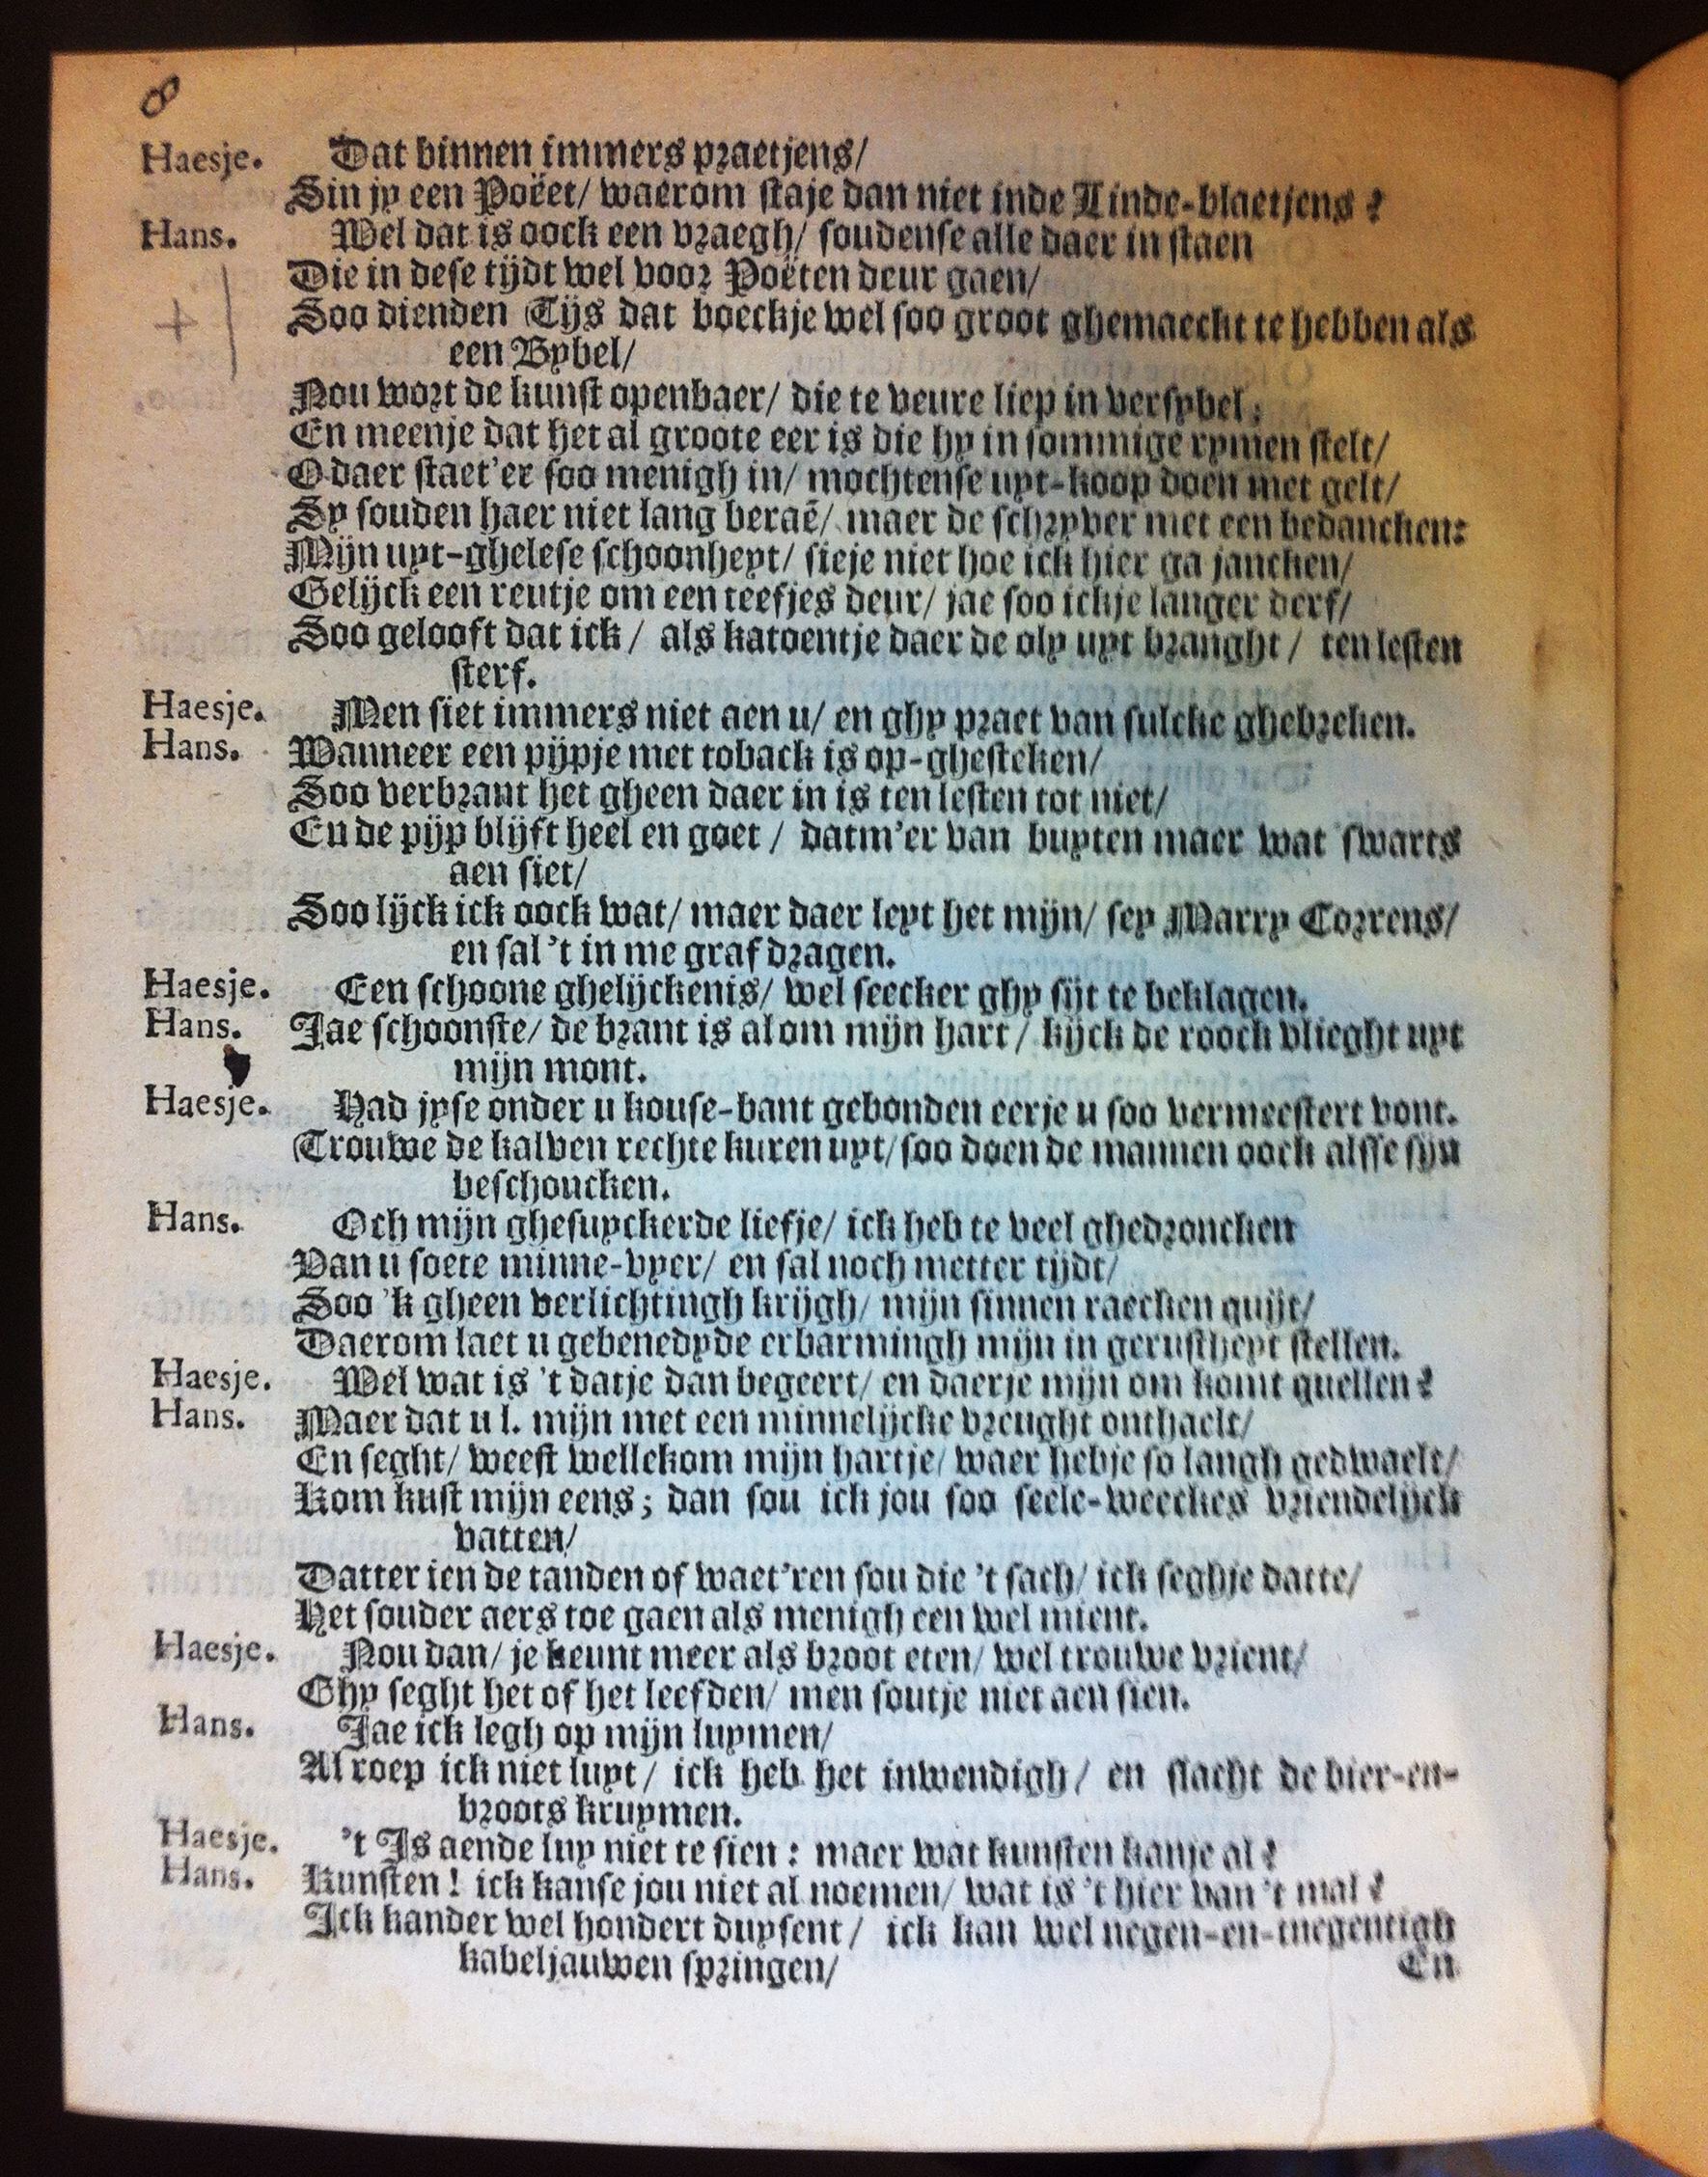 8
Haesje. Dat binnen immers praetjens/
Sin jy een Poëet/ waerom staje dan niet inde Linde-blaetjens?
Hans. Wel dat is oock een vraegh/ soudense alle daer in staen
Die in dese tijdt wel voor Poëten deur gaen/
Soo dienden Tijs dat boeckje wel soo groot ghemaeckt te hebben als
een Bybel/
Nou wort de kunst openbaer/ die te veure liep in versybel,
En meenje dat het al groote eer is die hy in sommige rymen stelt/
O daer staet'er soo menigh in/ mochtense uyt-koop doen met gelt/
Sy souden haer niet lang beraē/ maer de schryver met een bedancken:
Mijn uyt-ghelese schoonheyt/ sieje niet hoe ick hier ga jancken/
Gelijck een reutje om een teefjes deur/ jae soo ickje langer derf/
Soo gelooft dat ick/ als katoentje daer de oly uyt branght/ ten lesten
sterf.
Haesje. Men siet immers niet aen u/ en ghy praet van sulcke ghebreken.
Hans. Wanneer een pijpje met toback is op-ghesteken/
Soo verbrant het gheen daer in is ten lesten tot niet/
En de pijp blijft heel en goet/ datm'er van buyten maer wat swarts
aen siet/
Soo lijck ick oock wat/ maer daer leyt het mijn/ sey Marry Correns/
en sal 't in me graf dragen.
Haesje. Een schoone ghelijckenis/ wel seecker ghy sijt te beklagen.
Hans. Jae schoonste/ de brant is al om mijn hart/ kijck de roock vlieght uyt
mijn mont.
Haesje. Had jyse onder u kouse-bant gebonden eerje u soo vermeestert vont.
Trouwe de kalven rechte kuren uyt/ soo doen de mannen oock alsse syn
beschoncken.
Hans. Och mijn ghesuyckerde liefje/ ick heb te veel ghedroncken
Van u soete minne-vyer/ en sal noch metter tijdt/
Soo 'k gheen verlichtingh krijgh/ mijn sinnen raecken quijt/
Daerom laet u gebenedyde erbarmingh mijn in gerustheyt stellen.
Haesje. Wel wat is 't datje dan begeert/ en daerje mijn om komt quellen?
Hans. Maer dat u l. mijn met een minnelijcke vreught onthaelt/
En seght/ weest wellekom mijn hartje/ waer hebje so langh gedwaelt/
Kom kust mijn eens; dan sou ick jou soo seele-weeckes vriendelijck
vatten/
Datter ien de tanden of waet'ren sou die 't sach/ ick seghje datte/
Het souder aers toe gaen als menigh een wel mient.
Haesje. Nou dan/ je keunt meer als broot eten/ wel trouwe vrient/
Ghy seght het of het leefden/ men soutje niet aen sien.
Hans. Jae ick legh op mijn luymen/
Al roep ick niet luyt/ ick heb het inwendigh/ en slacht de bier-en-
broots kruymen.
Haesje. 't Is aende luy niet te sien: maer wat kunsten kanje al?
Hans. Kunsten! ick kanse jou niet al noemen/ wat is 't hier van 't mal?
Ick kander wel hondert duysent/ ick kan wel negen-en-tnegentigh
kabeljauwen springen/
En